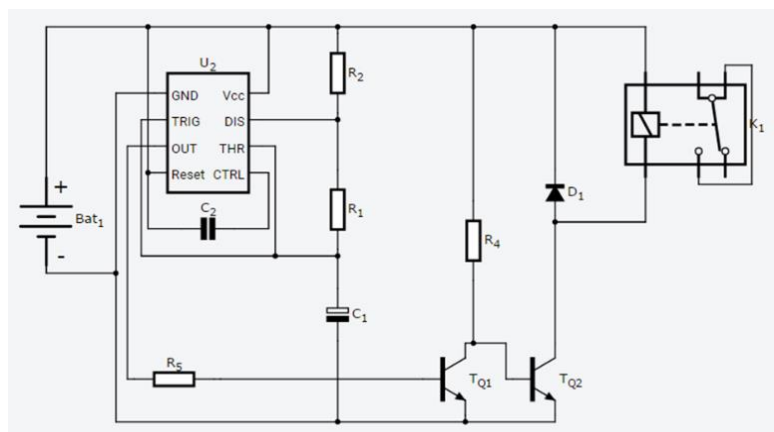 U2
R2
GND Vcc
TRIG DIS
OUT THR
Reset CTRL
K1
+
Bat1
-
C2
R1
D1
R4
C1
R5
TQ1
TQ2